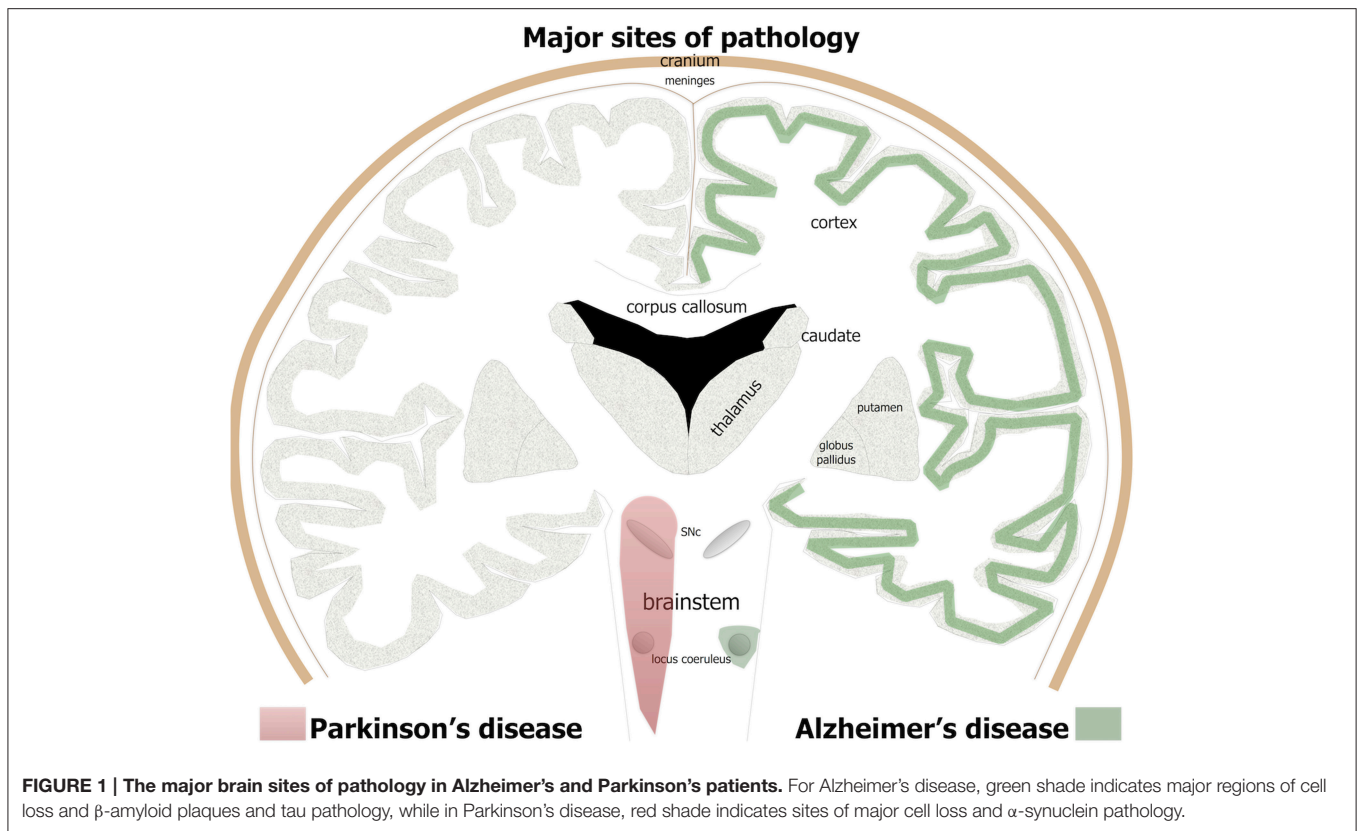 Major sites of pathology
cranium
meninges
cortex
corpus callosum
caudate
thalamus
putamen
globus
pallidus
SNc
brainstem
locus coeruleus
Parkinson's disease
Alzheimer's disease
FIGURE 1 | The major brain sites of pathology in Alzheimer's and Parkinson's patients. For Alzheimer's disease, green shade indicates major regions of cell
loss and β-amyloid plaques and tau pathology, while in Parkinson's disease, red shade indicates sites of major cell loss and α-synuclein pathology.